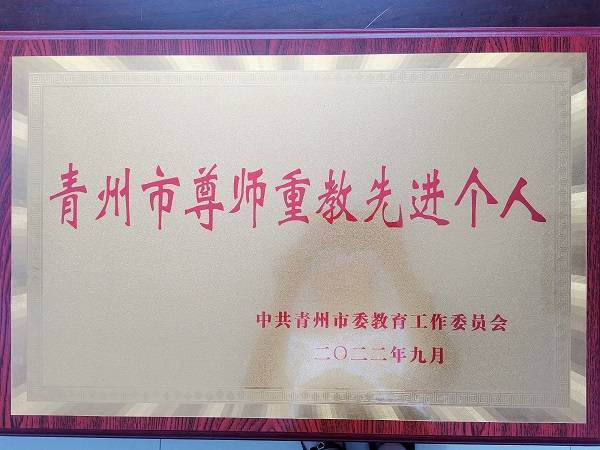 青州市尊师重教先进个人
中共青州市委教育工作委员会
二〇二二年九月